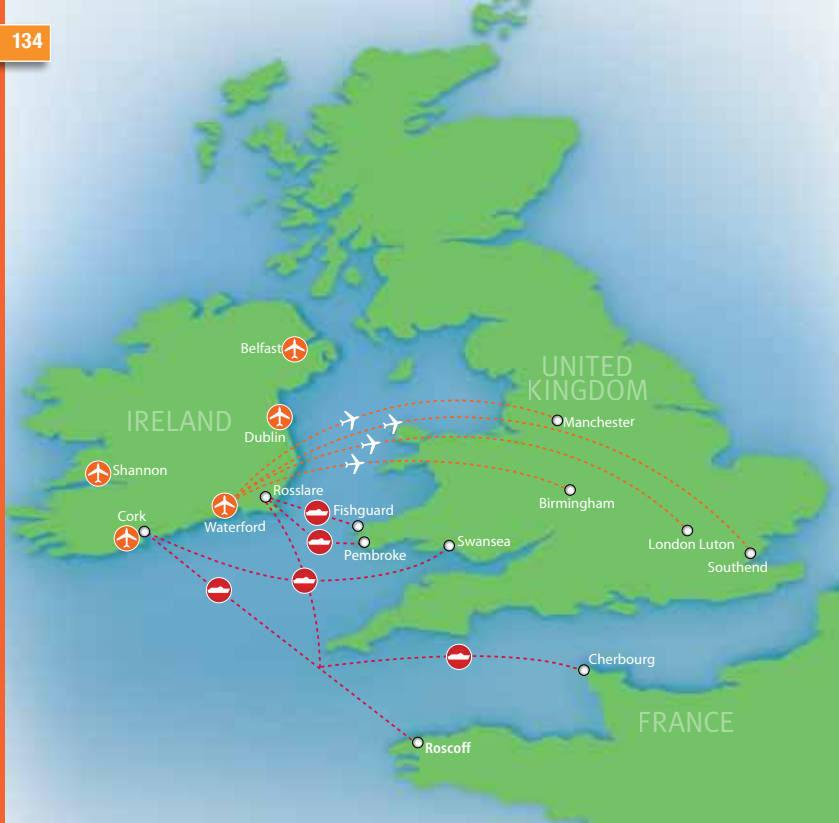 134
Belfast
UNITED
KINGDOM
IRELAND
Manchester
Dublin
Shannon
Rosslare
Birmingham
Fishguard
Cork
Waterford
Swansea
London Luton
Pembroke
Southend
Cherbourg
FRANCE
Roscoff